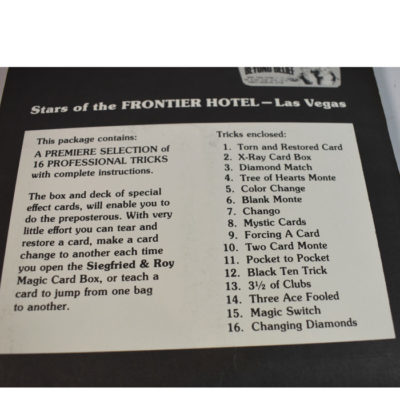 BEYOND BELIEF
Stars of the FRONTIER HOTEL — Las Vegas
This package contains:
A PREMIERE SELECTION of
16 PROFESSIONAL TRICKS
with complete instructions.
The box and deck of special
effect cards, will enable you to
do the preposterous. With very
little effort you can tear and
restore a card, make a card
change to another each time
you open the Siegfried & Roy
Magic Card Box, or teach a
card to jump from one bag
to another.
Tricks enclosed:
1. Torn and Restored Card
2. X-Ray Card Box
3. Diamond Match
4. Tree of Hearts Monte
5. Color Change
6. Blank Monte
7. Chango
8. Mystic Cards
9. Forcing A Card
10. Two Card Monte
11. Pocket to Pocket
12. Black Ten Trick
13. 3½ of Clubs
14. Three Ace Fooled
15. Magic Switch
16. Changing Diamonds